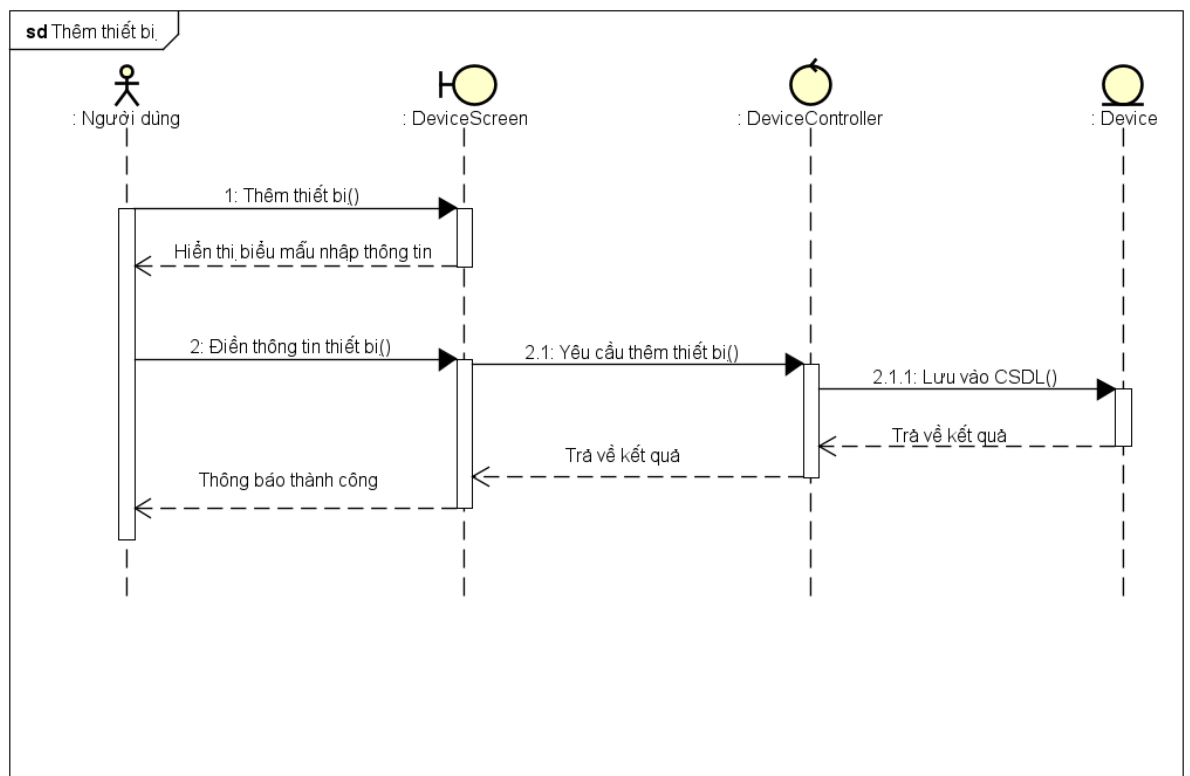 sd Thêm thiết bị
: Người dùng
: DeviceScreen
: DeviceController
: Device
1: Thêm thiết bị()
Hiển thị biểu mẫu nhập thông tin
2: Điền thông tin thiết bị()
2.1: Yêu cầu thêm thiết bị()
2.1.1: Lưu vào CSDL()
Trả về kết quả
Trả về kết quả
Thông báo thành công